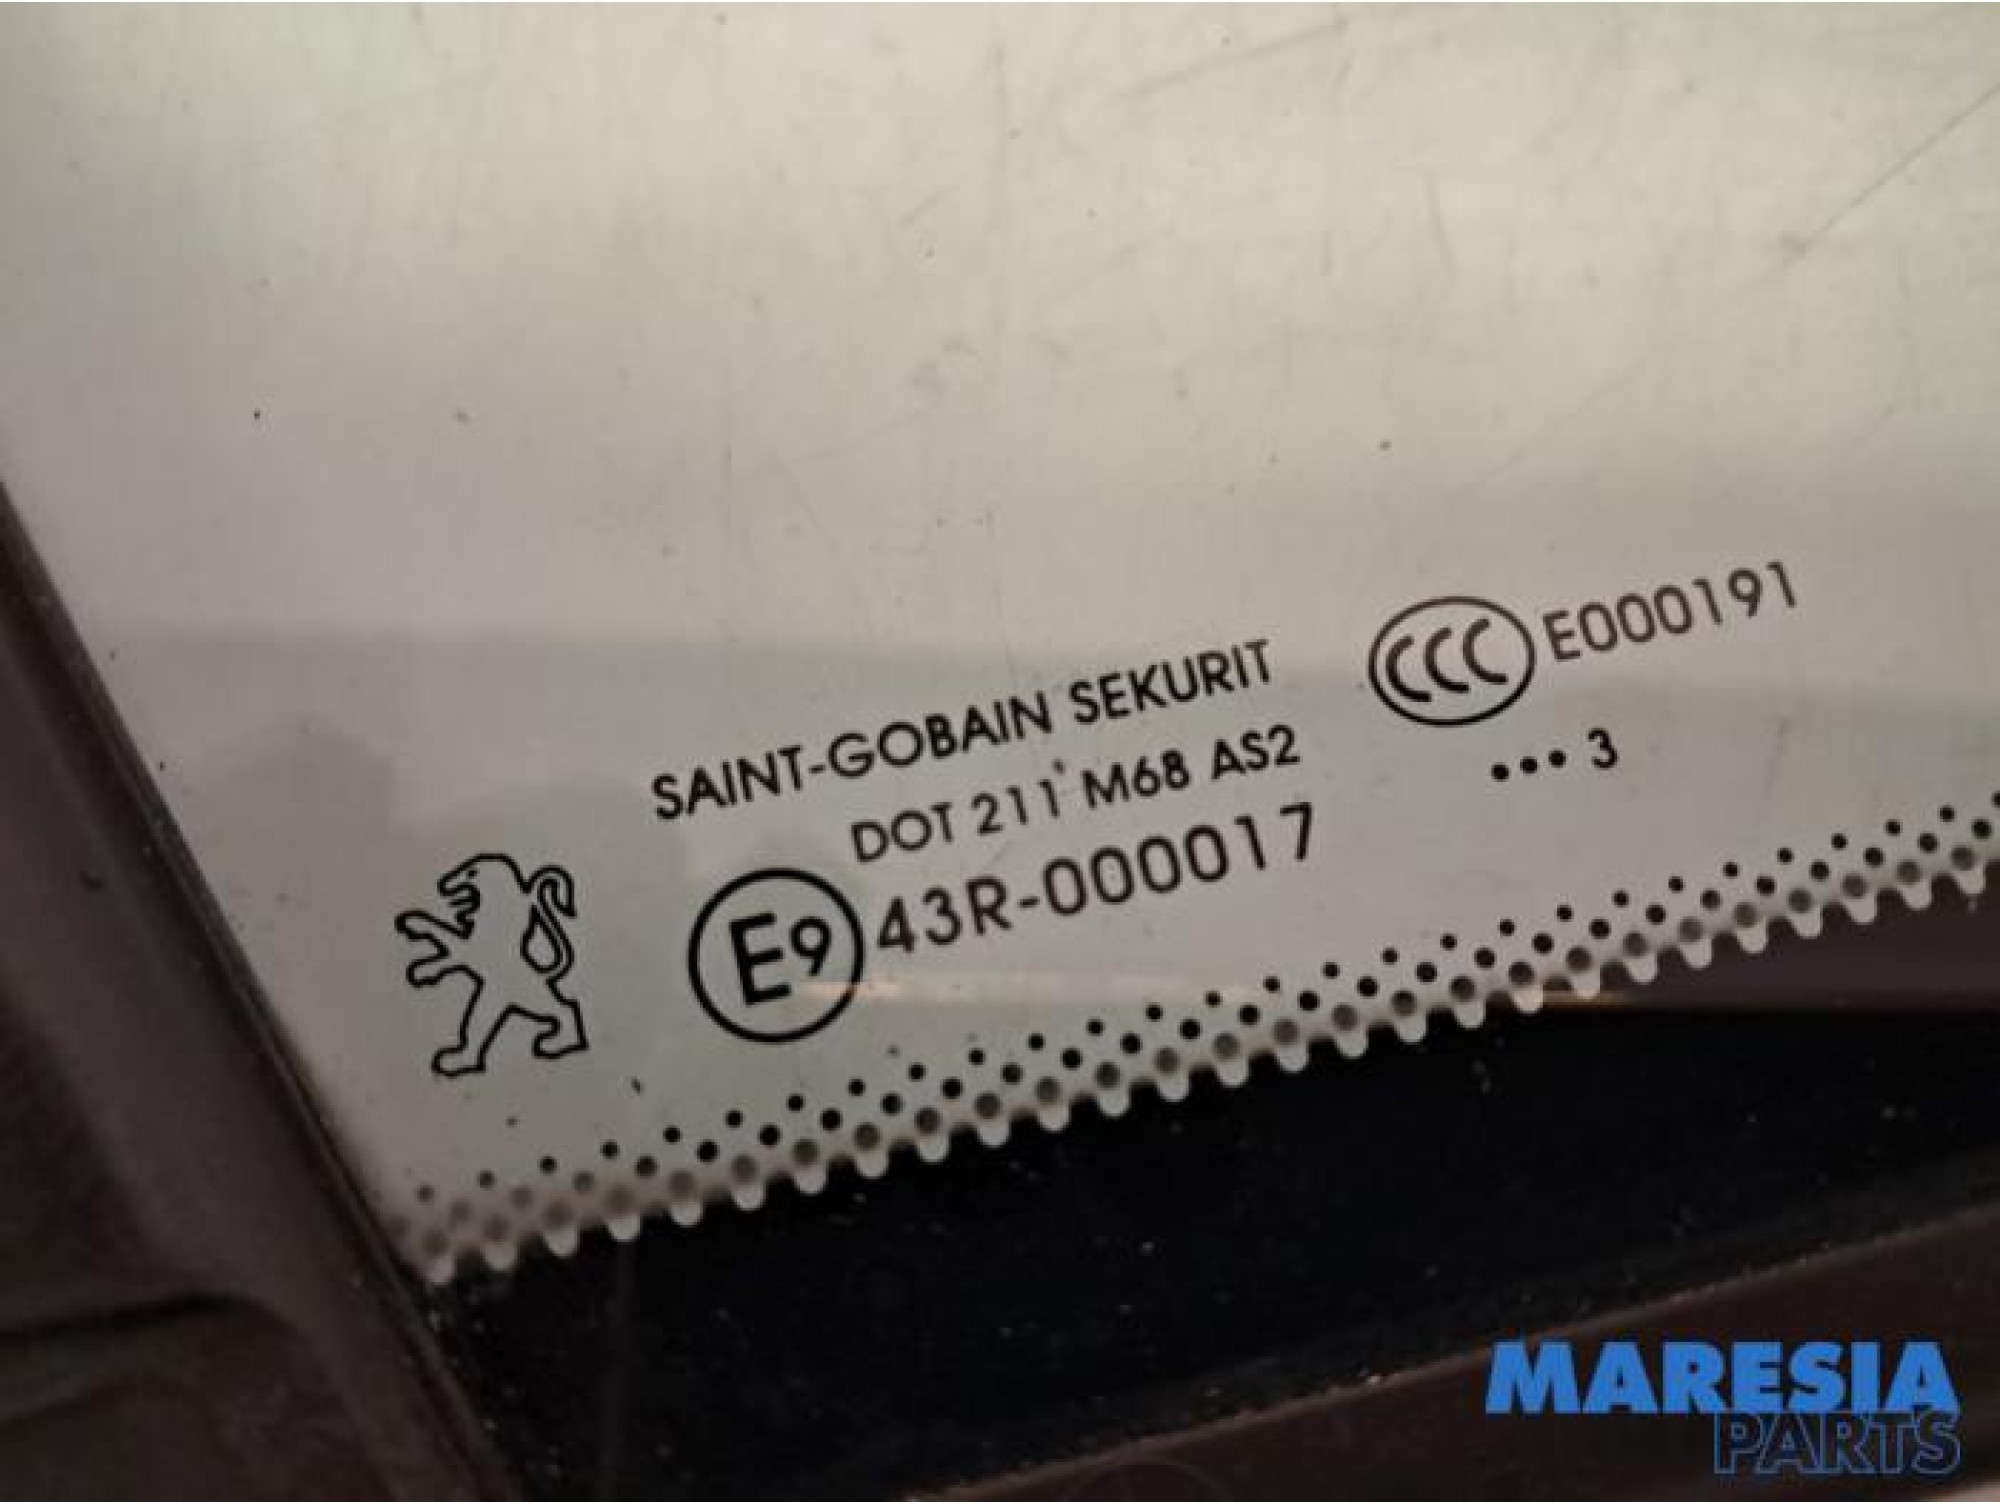 SAINT-GOBAIN SEKURIT
DOT 211 M68 AS2
E9 43R-000017
CCC E000191
••• 3
MARESIA
PARTS